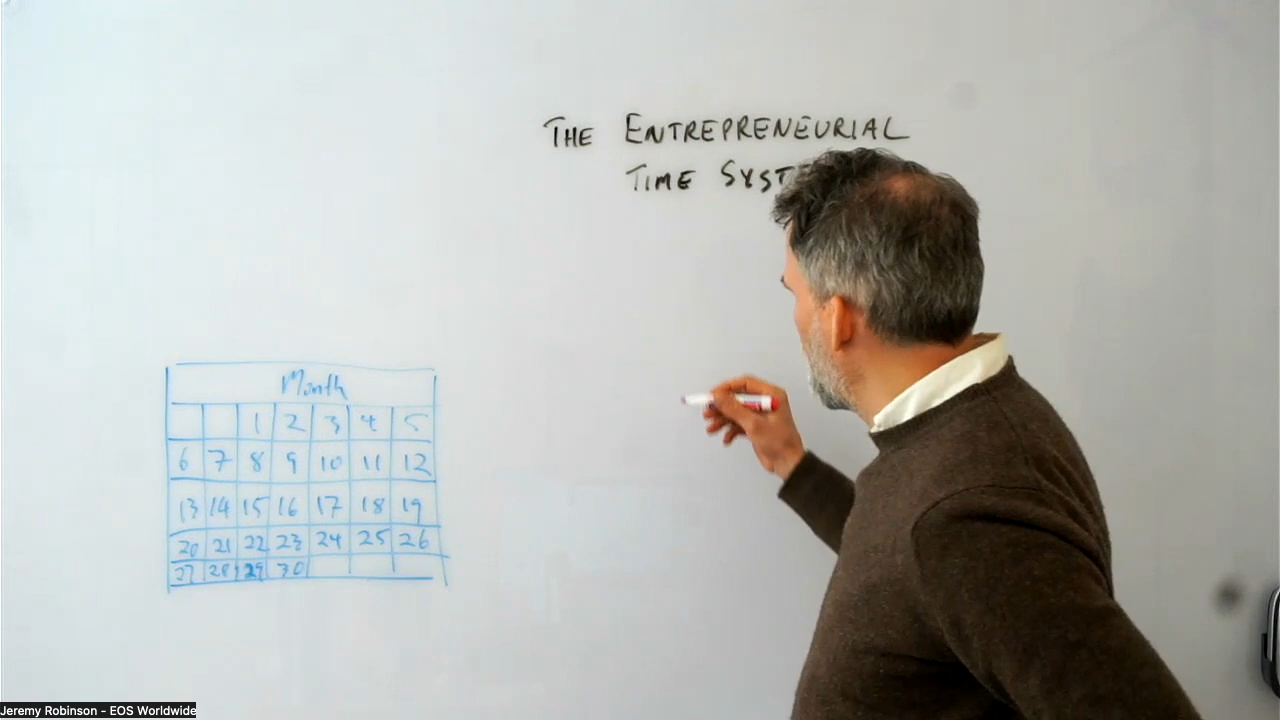 THE ENTREPRENEURIAL
TIME SYST
Month
1 2 3 4 5
6 7 8 9 10 11 12
13 14 15 16 17 18 19
20 21 22 23 24 25 26
27 28 29 30
Jeremy Robinson - EOS Worldwide